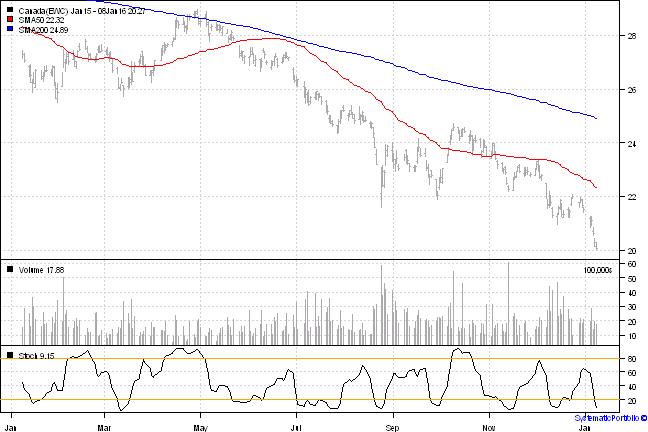 Canada(EWC) Jan15 - 08Jan16 20.27
SMA50 22.32
SMA200 24.89
28
26
24
22
20
Volume 17.88
100,000s
60
50
40
30
20
10
Stoch 9.15
80
60
40
20
Jan
Mar
May
Jul
Sep
Nov
Jan
SystematicPortfolio ©